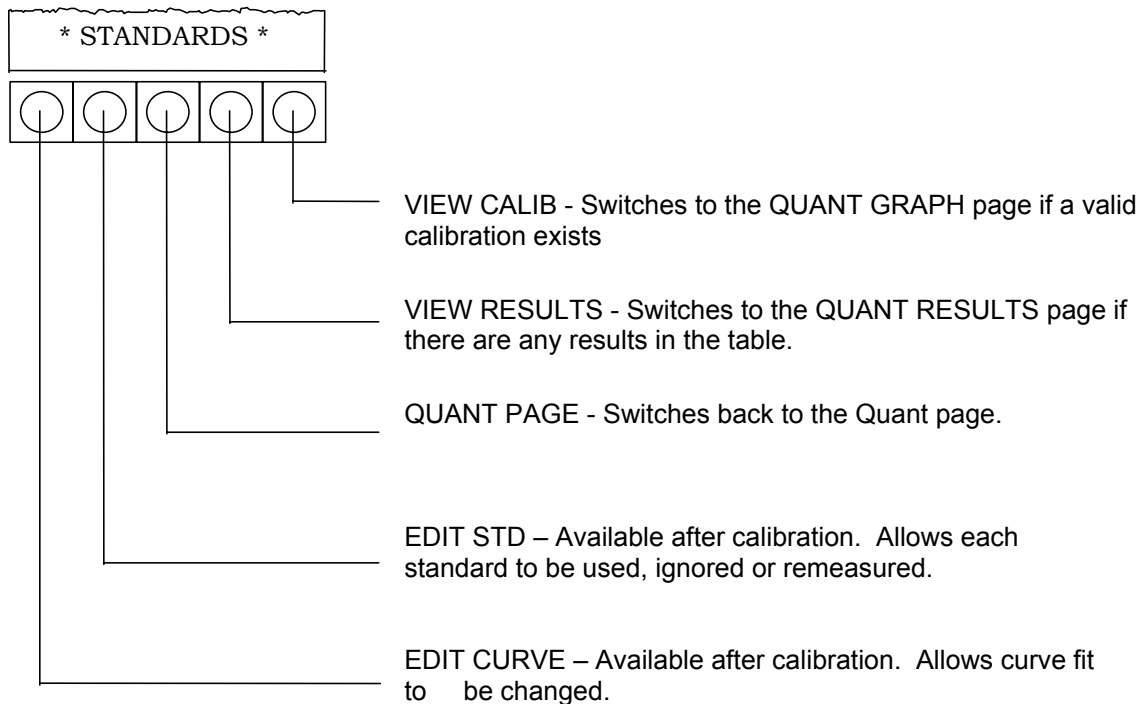 * STANDARDS *
VIEW CALIB - Switches to the QUANT GRAPH page if a valid
calibration exists
VIEW RESULTS - Switches to the QUANT RESULTS page if
there are any results in the table.
QUANT PAGE - Switches back to the Quant page.
EDIT STD – Available after calibration.  Allows each
standard to be used, ignored or remeasured.
EDIT CURVE – Available after calibration.  Allows curve fit
to    be changed.